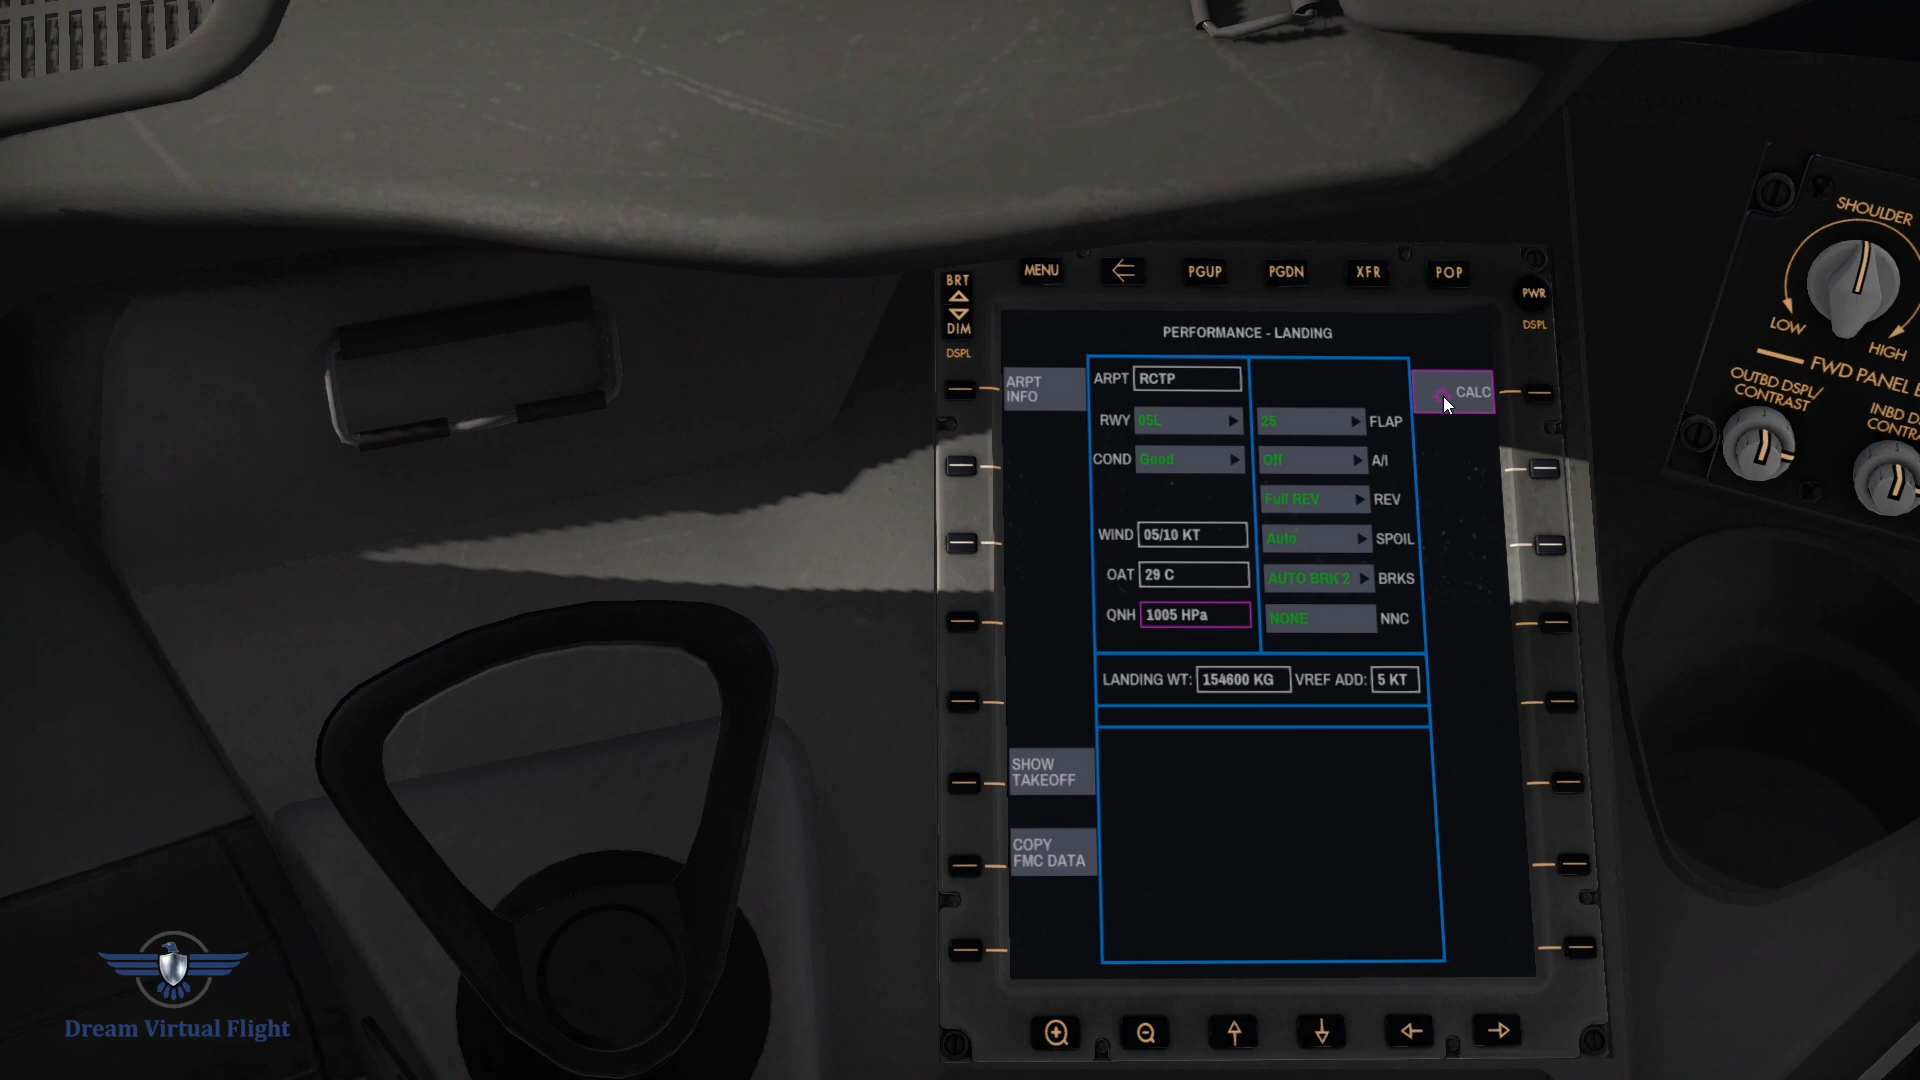 BRT
DIM
DSPL
MENU
PGUP
PGDN
XFR
POP
PWR
DSPL
PERFORMANCE - LANDING
ARPT
INFO
ARPT RCTP
CALC
RWY 05L
25 FLAP
COND Good
Off A/I
Full REV REV
WIND 05/10 KT
Auto SPOIL
OAT 29 C
AUTO BRK 2 BRKS
QNH 1005 HPa
NONE NNC
LANDING WT: 154600 KG VREF ADD: 5 KT
SHOW
TAKEOFF
COPY
FMC DATA
SHOULDER
LOW
HIGH
FWD PANEL
OUTBD DSPL/
CONTRAST
INBD
Dream Virtual Flight